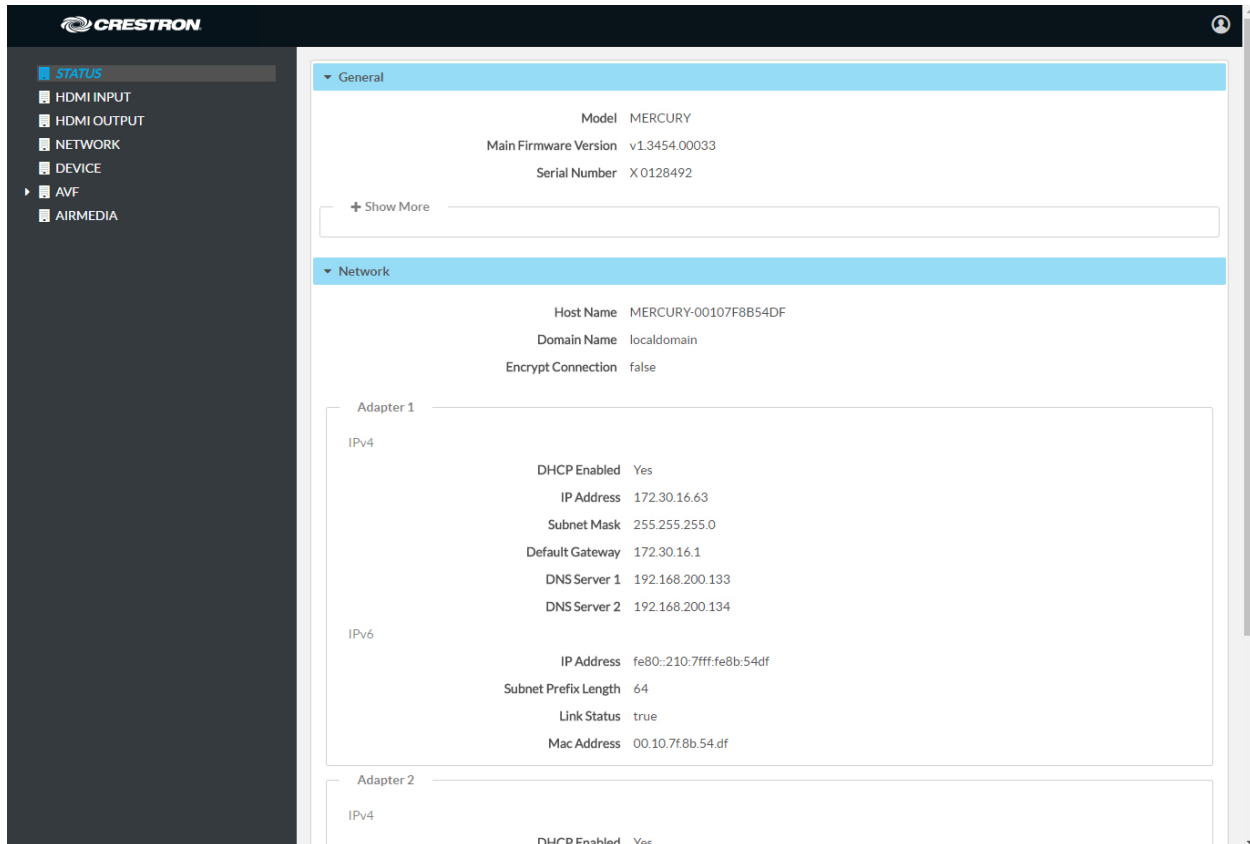 CRESTRON.
STATUS
HDMI INPUT
HDMI OUTPUT
NETWORK
DEVICE
AVF
AIRMEDIA
General
Model MERCURY
Main Firmware Version v1.3454.00033
Serial Number X 0128492
+ Show More
Network
Host Name MERCURY-00107F8B54DF
Domain Name localdomain
Encrypt Connection false
Adapter 1
IPv4
DHCP Enabled Yes
IP Address 172.30.16.63
Subnet Mask 255.255.255.0
Default Gateway 172.30.16.1
DNS Server 1 192.168.200.133
DNS Server 2 192.168.200.134
IPv6
IP Address fe80::210:7fff:fe8b:54df
Subnet Prefix Length 64
Link Status true
Mac Address 00.10.7f.8b.54.df
Adapter 2
IPv4
DHCP Enabled Yes